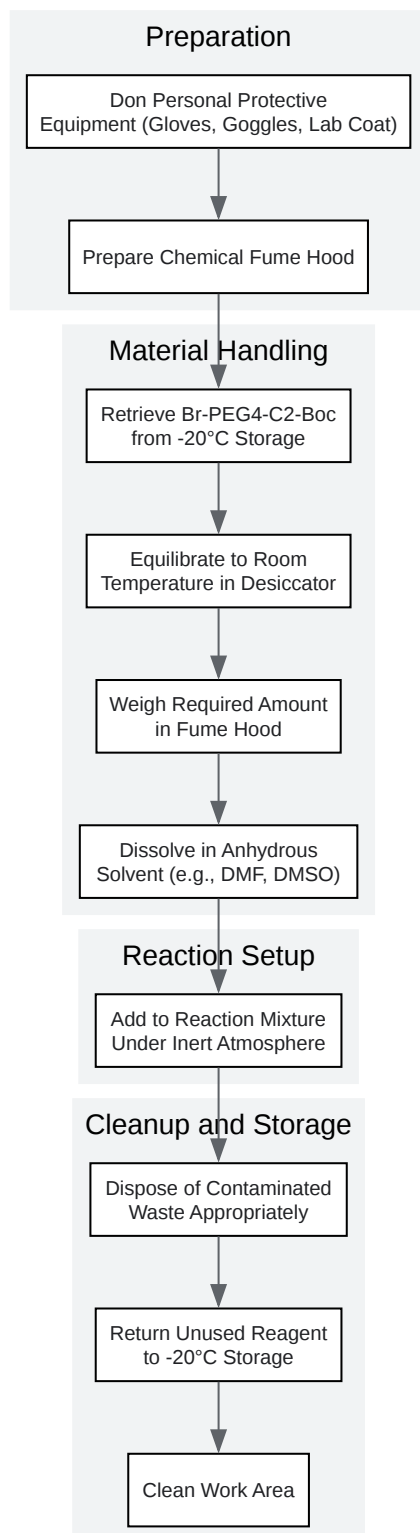 Preparation
Don Personal Protective
Equipment (Gloves, Goggles, Lab Coat)
Prepare Chemical Fume Hood
Material Handling
Retrieve Br-PEG4-C2-Boc
from -20°C Storage
Equilibrate to Room
Temperature in Desiccator
Weigh Required Amount
in Fume Hood
Dissolve in Anhydrous
Solvent (e.g., DMF, DMSO)
Reaction Setup
Add to Reaction Mixture
Under Inert Atmosphere
Cleanup and Storage
Dispose of Contaminated
Waste Appropriately
Return Unused Reagent
to -20°C Storage
Clean Work Area